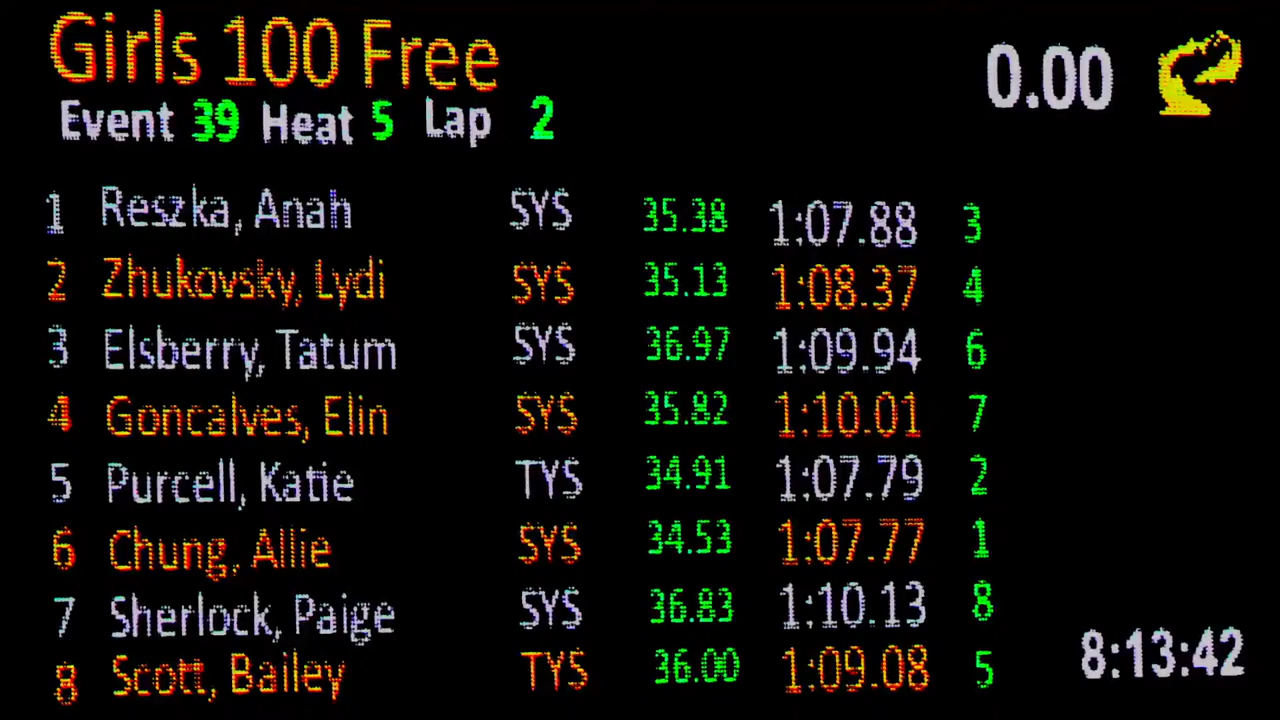 Girls 100 Free
0.00
Event 39 Heat 5 Lap 2
1 Reszka, Anah SYS 35.38 1:07.88 3
2 Zhukovsky, Lydi SYS 35.13 1:08.37 4
3 Elsberry, Tatum SYS 36.97 1:09.94 6
4 Goncalves, Elin SYS 35.82 1:10.01 7
5 Purcell, Katie TYS 34.91 1:07.79 2
6 Chung, Allie SYS 34.53 1:07.77 1
7 Sherlock, Paige SYS 36.83 1:10.13 8
8 Scott, Bailey TYS 36.00 1:09.08 5
8:13:42